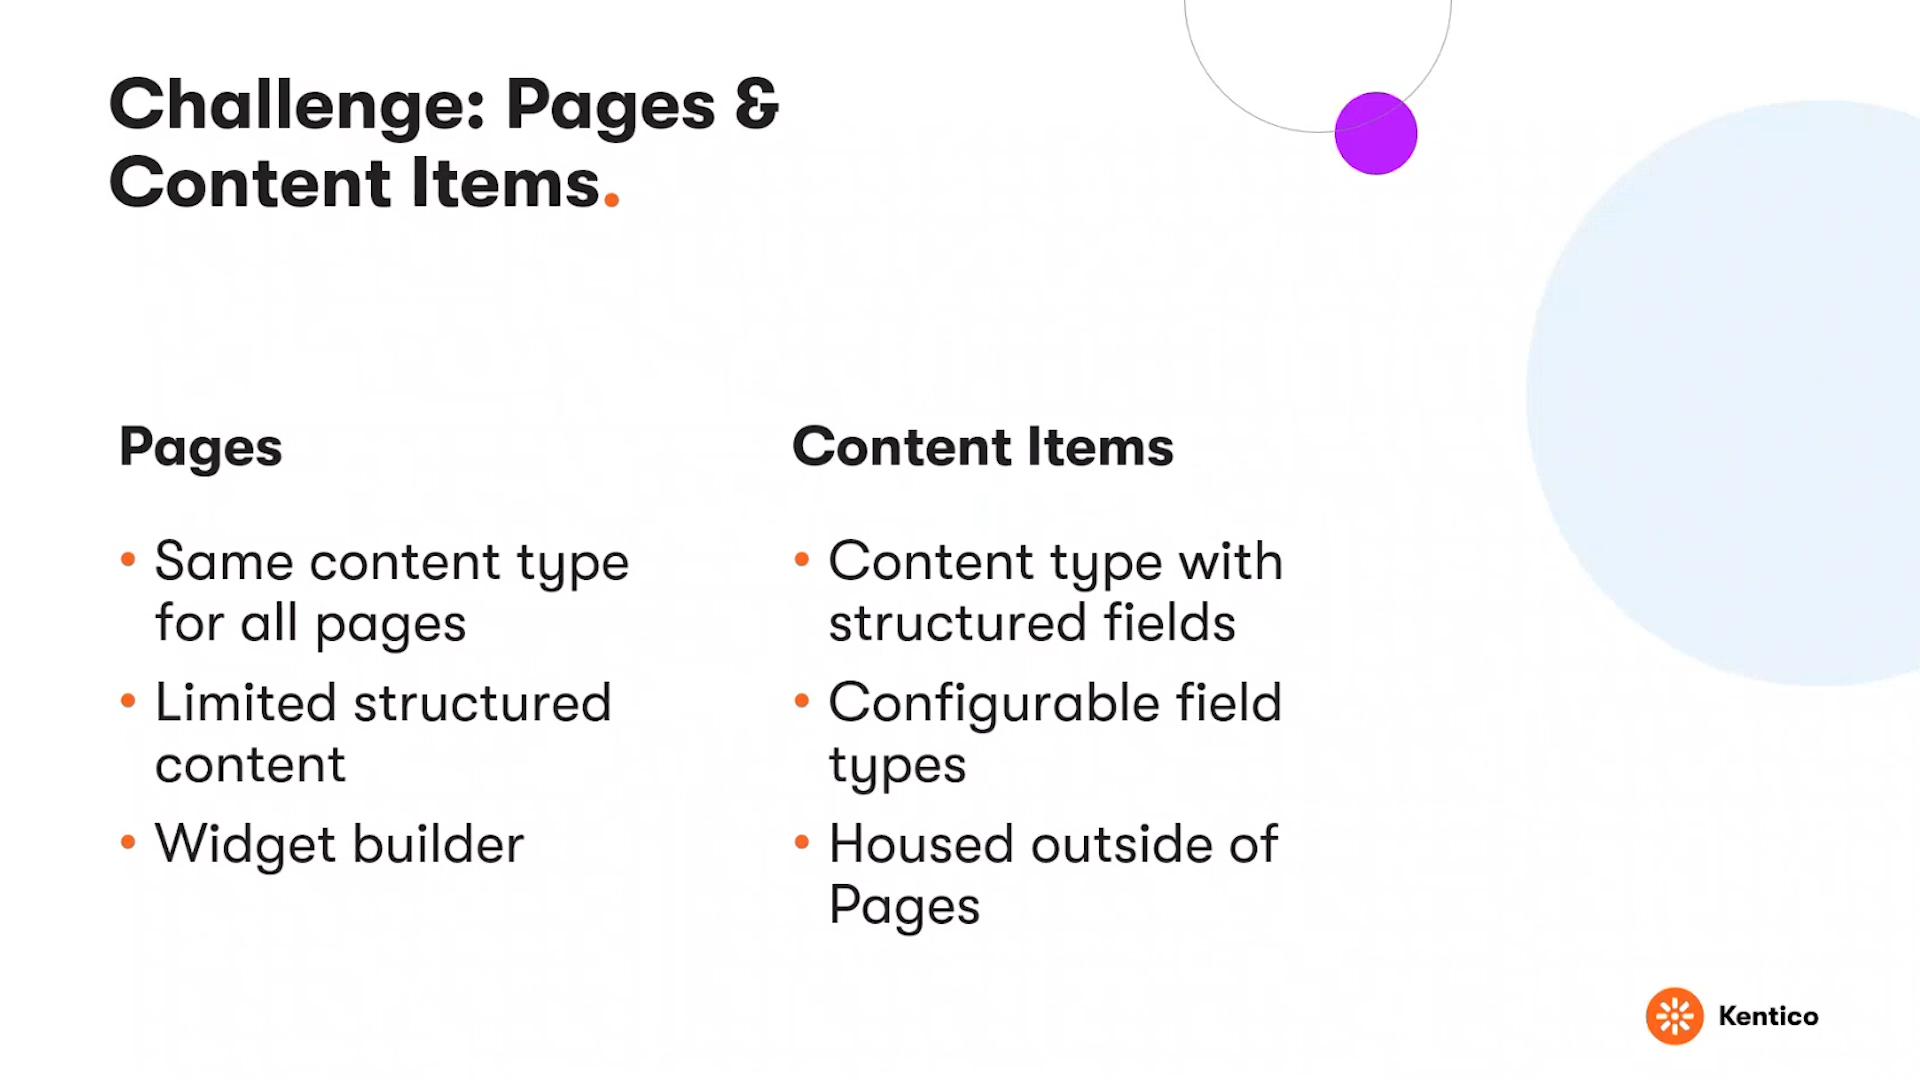 Challenge: Pages &
Content Items.
Pages
• Same content type
for all pages
• Limited structured
content
• Widget builder
Content Items
• Content type with
structured fields
• Configurable field
types
• Housed outside of
Pages
Kentico